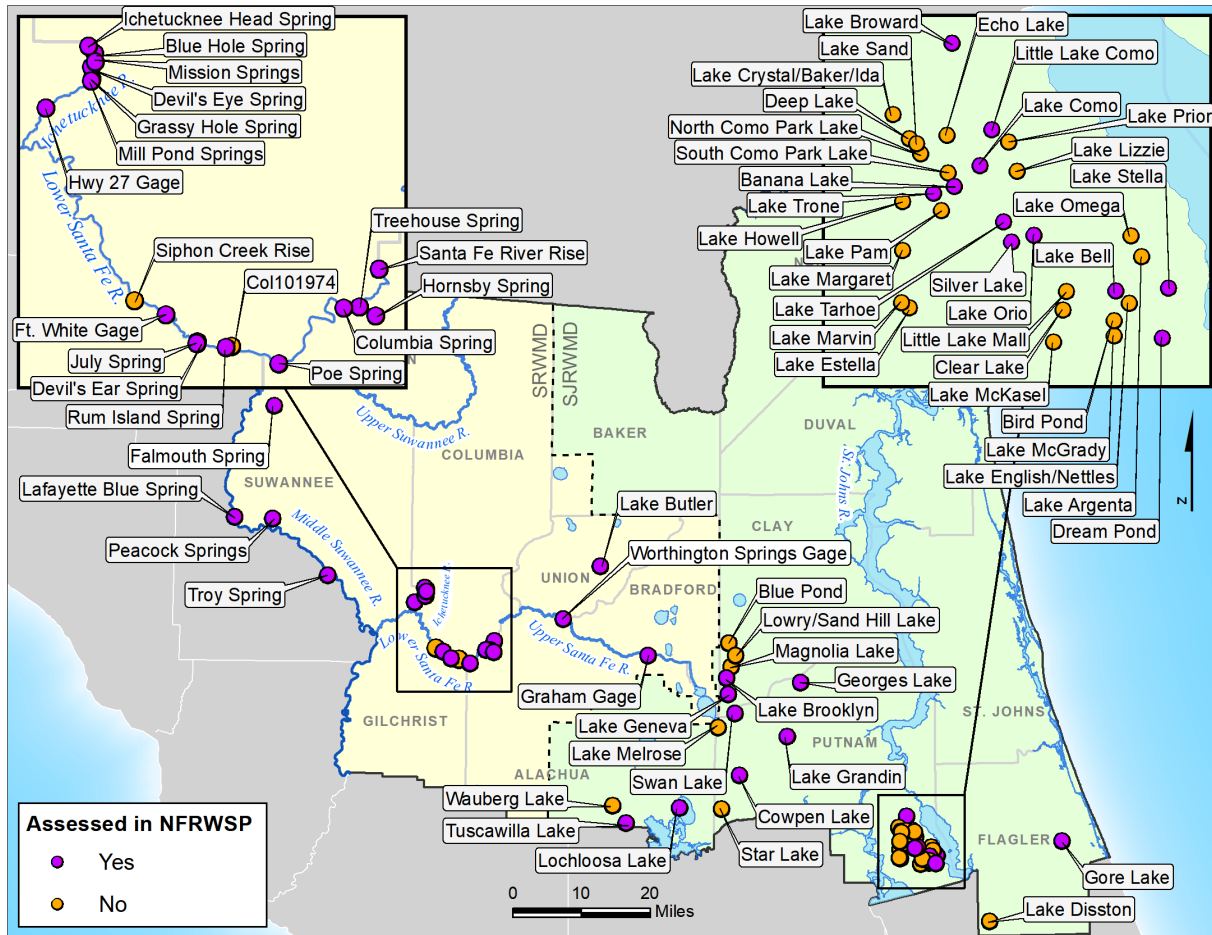 Ichetucknee Head Spring
Blue Hole Spring
Mission Springs
Devil's Eye Spring
Grassy Hole Spring
Mill Pond Springs
Hwy 27 Gage
Ichetucknee R.
Lower Santa Fe R.
Siphon Creek Rise
Col101974
Treehouse Spring
Santa Fe River Rise
Hornsby Spring
Columbia Spring
Ft. White Gage
July Spring
Devil's Ear Spring
Rum Island Spring
Poe Spring
Lake Broward
Echo Lake
Lake Sand
Little Lake Como
Lake Crystal/Baker/Ida
Deep Lake
Lake Como
Lake Prior
North Como Park Lake
South Como Park Lake
Lake Lizzie
Banana Lake
Lake Stella
Lake Trone
Lake Omega
Lake Howell
Lake Pam
Lake Bell
Lake Margaret
Silver Lake
Lake Tarhoe
Lake Orio
Lake Marvin
Little Lake Mall
Lake Estella
Clear Lake
Lake McKasel
Bird Pond
Lake McGrady
Lake English/Nettles
Lake Argenta
Dream Pond
N
SRWMD
SJRWMD
Falmouth Spring
Upper Suwannee R.
COLUMBIA
BAKER
DUVAL
St. Johns R.
SUWANNEE
Lafayette Blue Spring
Peacock Springs
Middle Suwannee R.
Troy Spring
Lake Butler
CLAY
Worthington Springs Gage
UNION
BRADFORD
Ichetucknee R.
Lower Santa Fe R.
Upper Santa Fe R.
Blue Pond
Lowry/Sand Hill Lake
Magnolia Lake
Georges Lake
Graham Gage
Lake Brooklyn
Lake Geneva
ST. JOHNS
GILCHRIST
Lake Melrose
PUTNAM
Swan Lake
Lake Grandin
ALACHUA
Wauberg Lake
Cowpen Lake
Tuscawilla Lake
Lochloosa Lake
Star Lake
FLAGLER
Gore Lake
Lake Disston
Assessed in NFRWSP
Yes
No
0 10 20
Miles